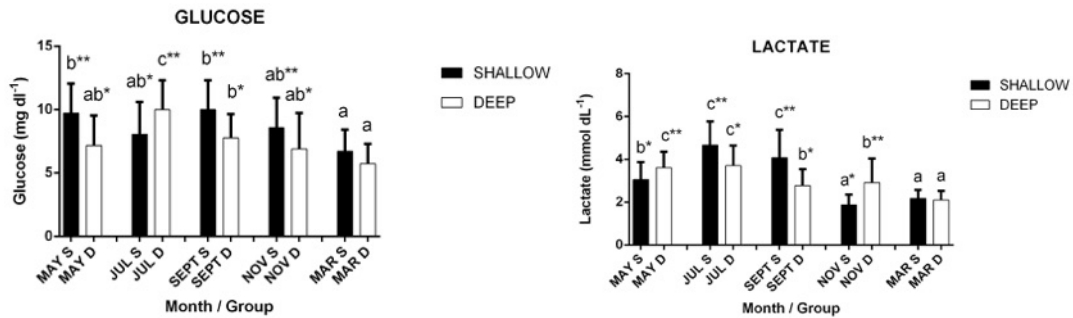 GLUCOSE
15
10
5
0
Glucose (mg dl⁻¹)
b** ab* ab* c** b** b* ab** ab* a a
SHALLOW
DEEP
MAY S MAY D JUL S JUL D SEPT S SEPT D NOV S NOV D MAR S MAR D
Month / Group
LACTATE
8
6
4
2
0
Lactate (mmol dL⁻¹)
b* c** c** c* c** b* a* b** a a
SHALLOW
DEEP
MAY S MAY D JUL S JUL D SEPT S SEPT D NOV S NOV D MAR S MAR D
Month / Group